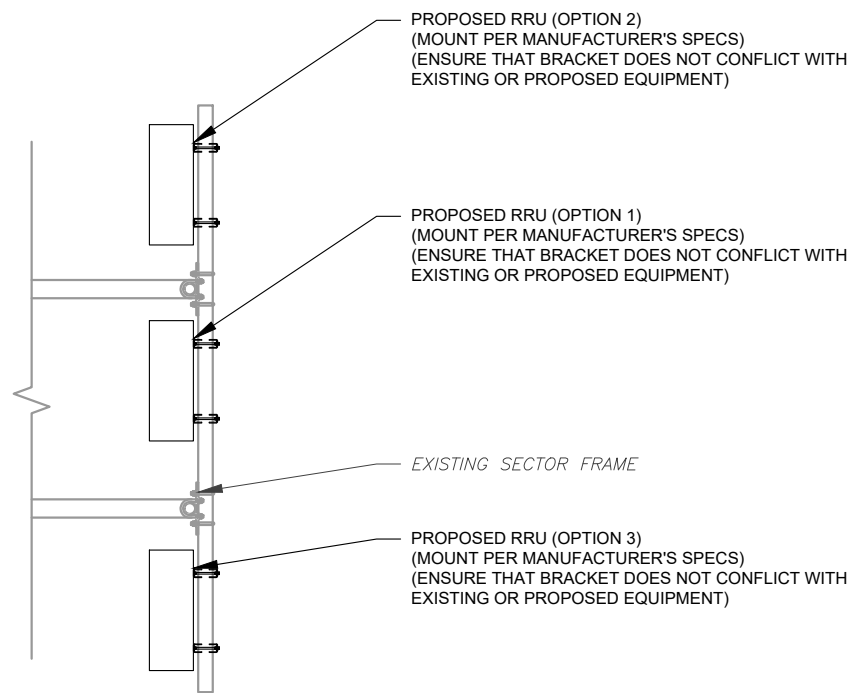 PROPOSED RRU (OPTION 2)
(MOUNT PER MANUFACTURER'S SPECS)
(ENSURE THAT BRACKET DOES NOT CONFLICT WITH
EXISTING OR PROPOSED EQUIPMENT)
PROPOSED RRU (OPTION 1)
(MOUNT PER MANUFACTURER'S SPECS)
(ENSURE THAT BRACKET DOES NOT CONFLICT WITH
EXISTING OR PROPOSED EQUIPMENT)
EXISTING SECTOR FRAME
PROPOSED RRU (OPTION 3)
(MOUNT PER MANUFACTURER'S SPECS)
(ENSURE THAT BRACKET DOES NOT CONFLICT WITH
EXISTING OR PROPOSED EQUIPMENT)